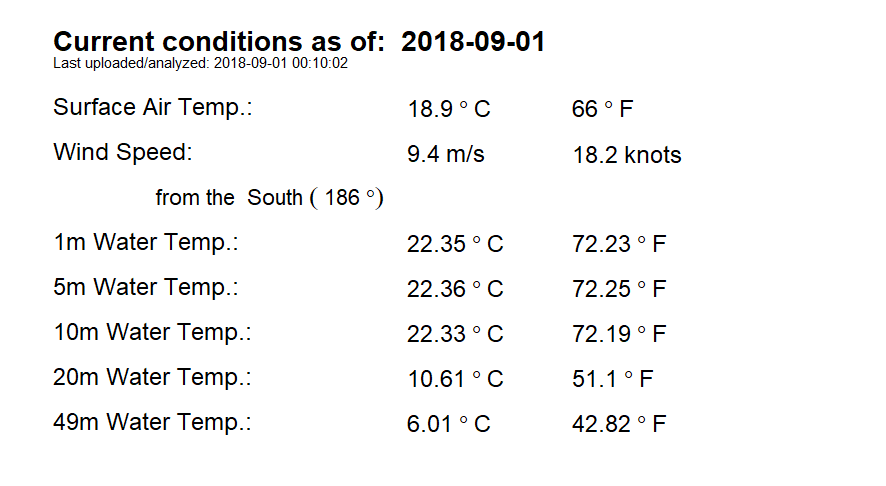 Current conditions as of: 2018-09-01
Last uploaded/analyzed: 2018-09-01 00:10:02
Surface Air Temp.: 18.9 ° C 66 ° F
Wind Speed: 9.4 m/s 18.2 knots
from the South ( 186 °)
1m Water Temp.: 22.35 ° C 72.23 ° F
5m Water Temp.: 22.36 ° C 72.25 ° F
10m Water Temp.: 22.33 ° C 72.19 ° F
20m Water Temp.: 10.61 ° C 51.1 ° F
49m Water Temp.: 6.01 ° C 42.82 ° F